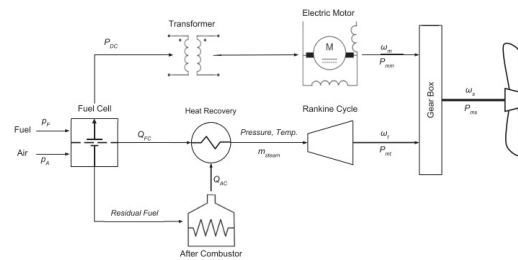 Transformer
Electric Motor
P_DC
M
ω_m
P_mm
Fuel Cell
Heat Recovery
Rankine Cycle
Gear Box
ω_s
P_ms
Fuel
p_F
Air
p_A
Q_FC
Pressure, Temp.
m_steam
ω_t
P_mt
Q_AC
Residual Fuel
After Combustor